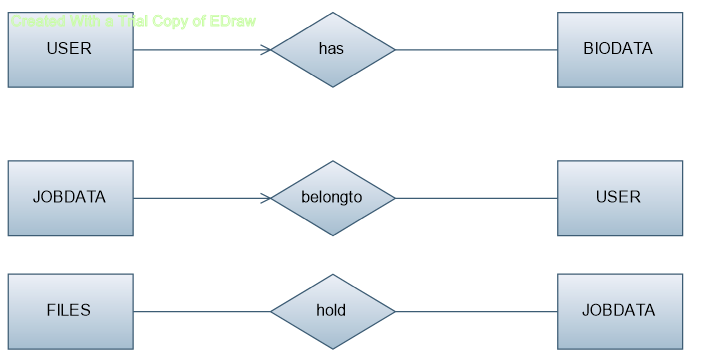 Created With a Trial Copy of EDraw
USER
has
BIODATA
JOBDATA
belongto
USER
FILES
hold
JOBDATA